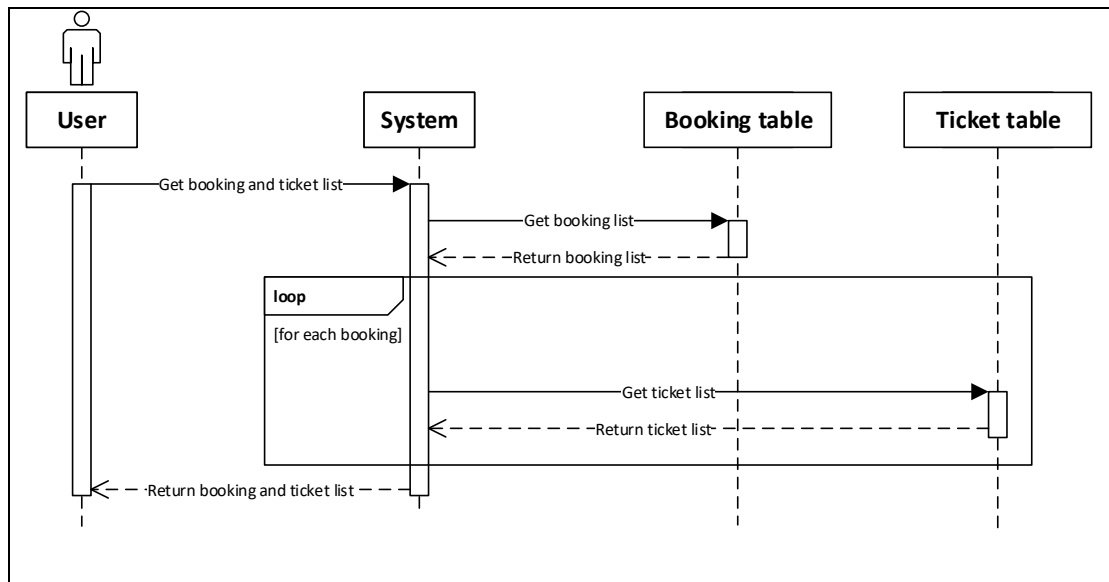 User
System
Booking table
Ticket table
Get booking and ticket list
Get booking list
Return booking list
loop
[for each booking]
Get ticket list
Return ticket list
Return booking and ticket list